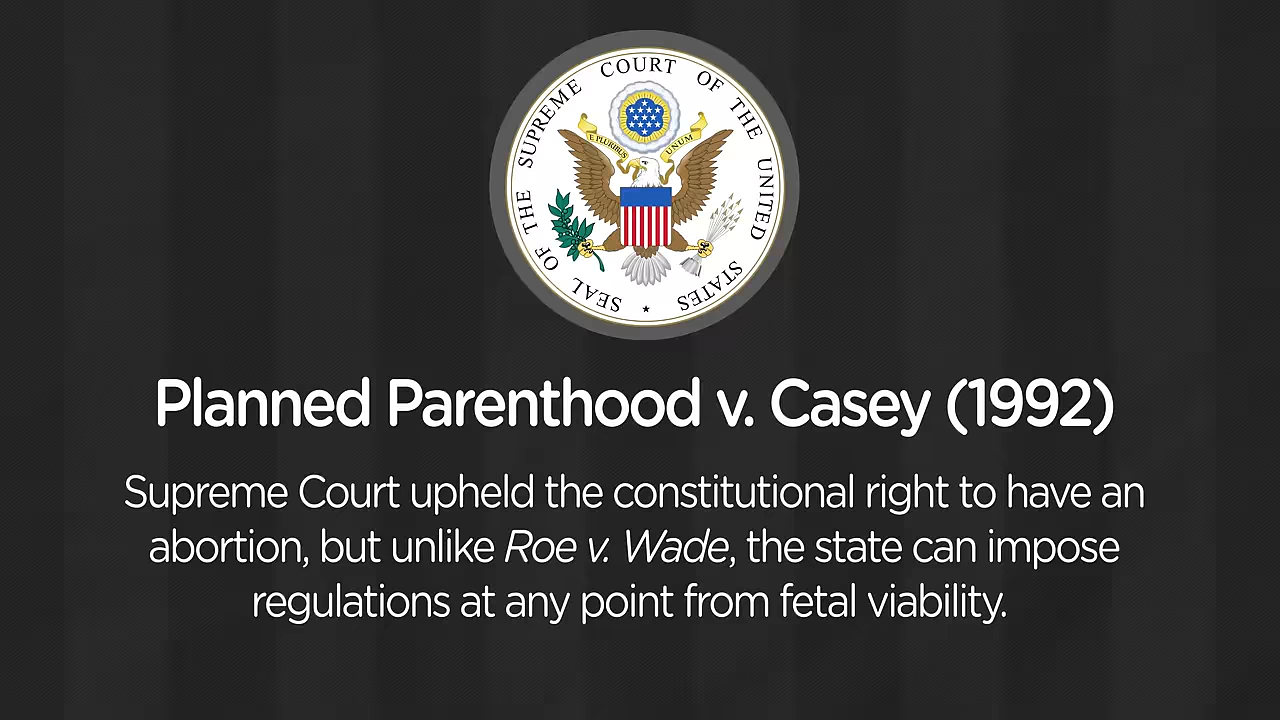 SEAL OF THE SUPREME COURT OF THE UNITED STATES
E PLURIBUS UNUM
Planned Parenthood v. Casey (1992)
Supreme Court upheld the constitutional right to have an
abortion, but unlike Roe v. Wade, the state can impose
regulations at any point from fetal viability.